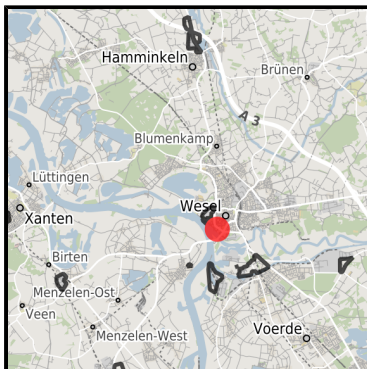 Hamminkeln
Brünen
A 3
Blumenkamp
Lüttingen
Wesel
Xanten
Birten
Menzelen-Ost
Veen
Menzelen-West
Voerde